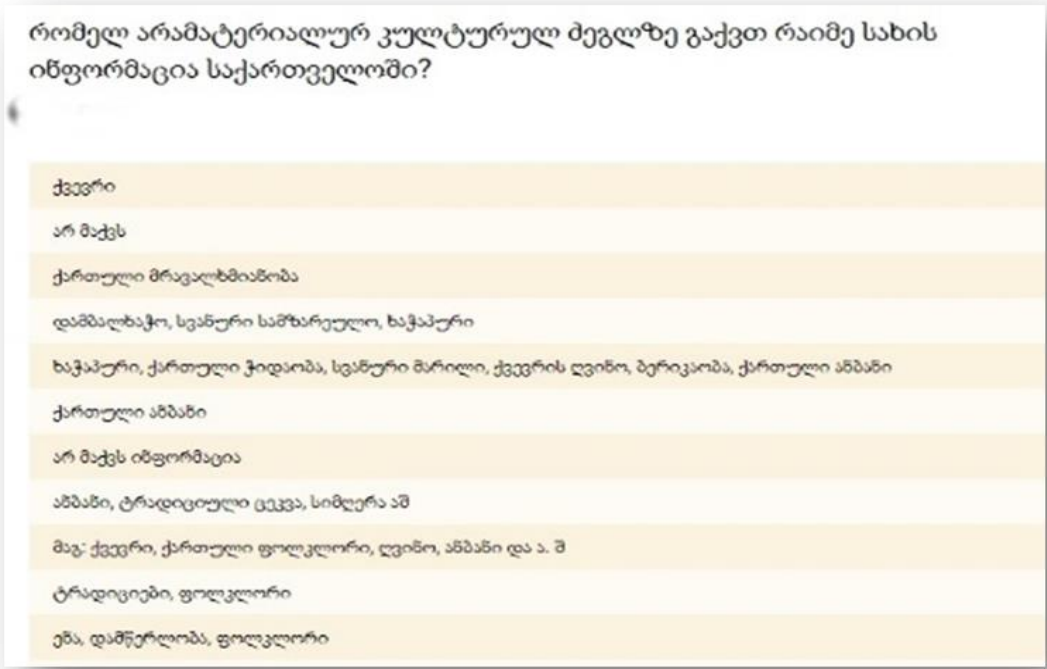 რომელ არამატერიალურ კულტურულ ძეგლზე გაქვთ რაიმე სახის
ინფორმაცია საქართველოში?
ქვევრი
არ მაქვს
ქართული მრავალხმიანობა
დამბალხაჭო, სვანური სამზარეულო, ხაჭაპური
ხაჭაპური, ქართული ჭიდაობა, სვანური მარილი, ქვევრის ღვინო, ბერიკაობა, ქართული ანბანი
ქართული ანბანი
არ მაქვს ინფორმაცია
ანბანი, ტრადიციული ცეკვა, სიმღერა აშ
მაგ: ქვევრი, ქართული ფოლკლორი, ღვინო, ანბანი და ა. შ
ტრადიციები, ფოლკლორი
ენა, დამწერლობა, ფოლკლორი